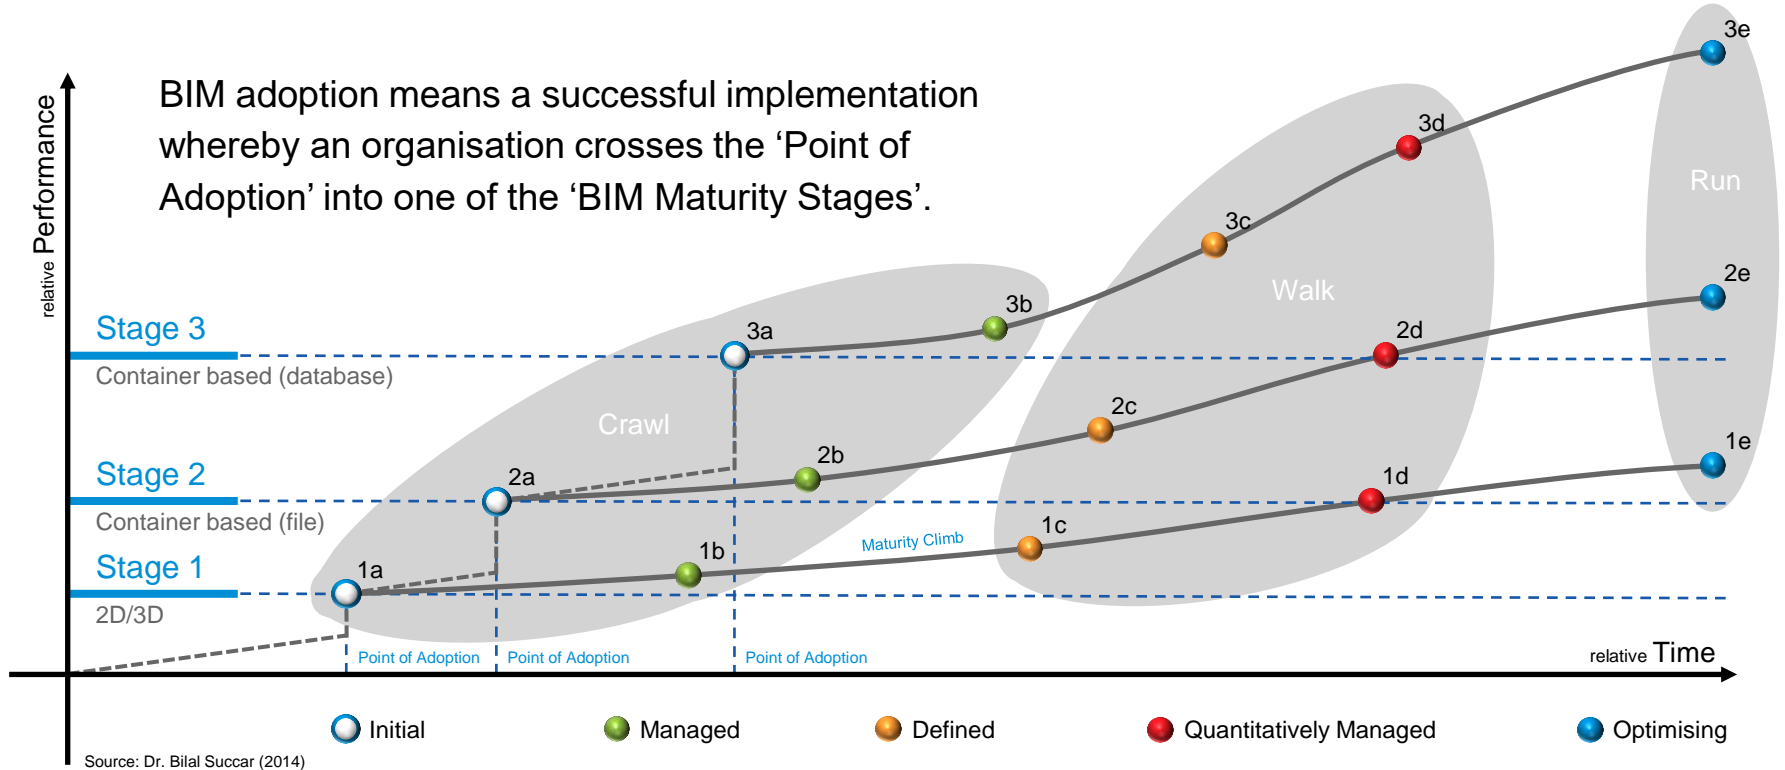 BIM adoption means a successful implementation
whereby an organisation crosses the ‘Point of
Adoption’ into one of the ‘BIM Maturity Stages’.
relative Performance
3e
3d
Run
3c
Walk
2e
3b
3a
Stage 3
Container based (database)
2d
Crawl
2c
1e
2b
2a
Stage 2
Container based (file)
1d
1c
Maturity Climb
1b
1a
Stage 1
2D/3D
Point of Adoption
Point of Adoption
Point of Adoption
relative Time
Initial
Managed
Defined
Quantitatively Managed
Optimising
Source: Dr. Bilal Succar (2014)